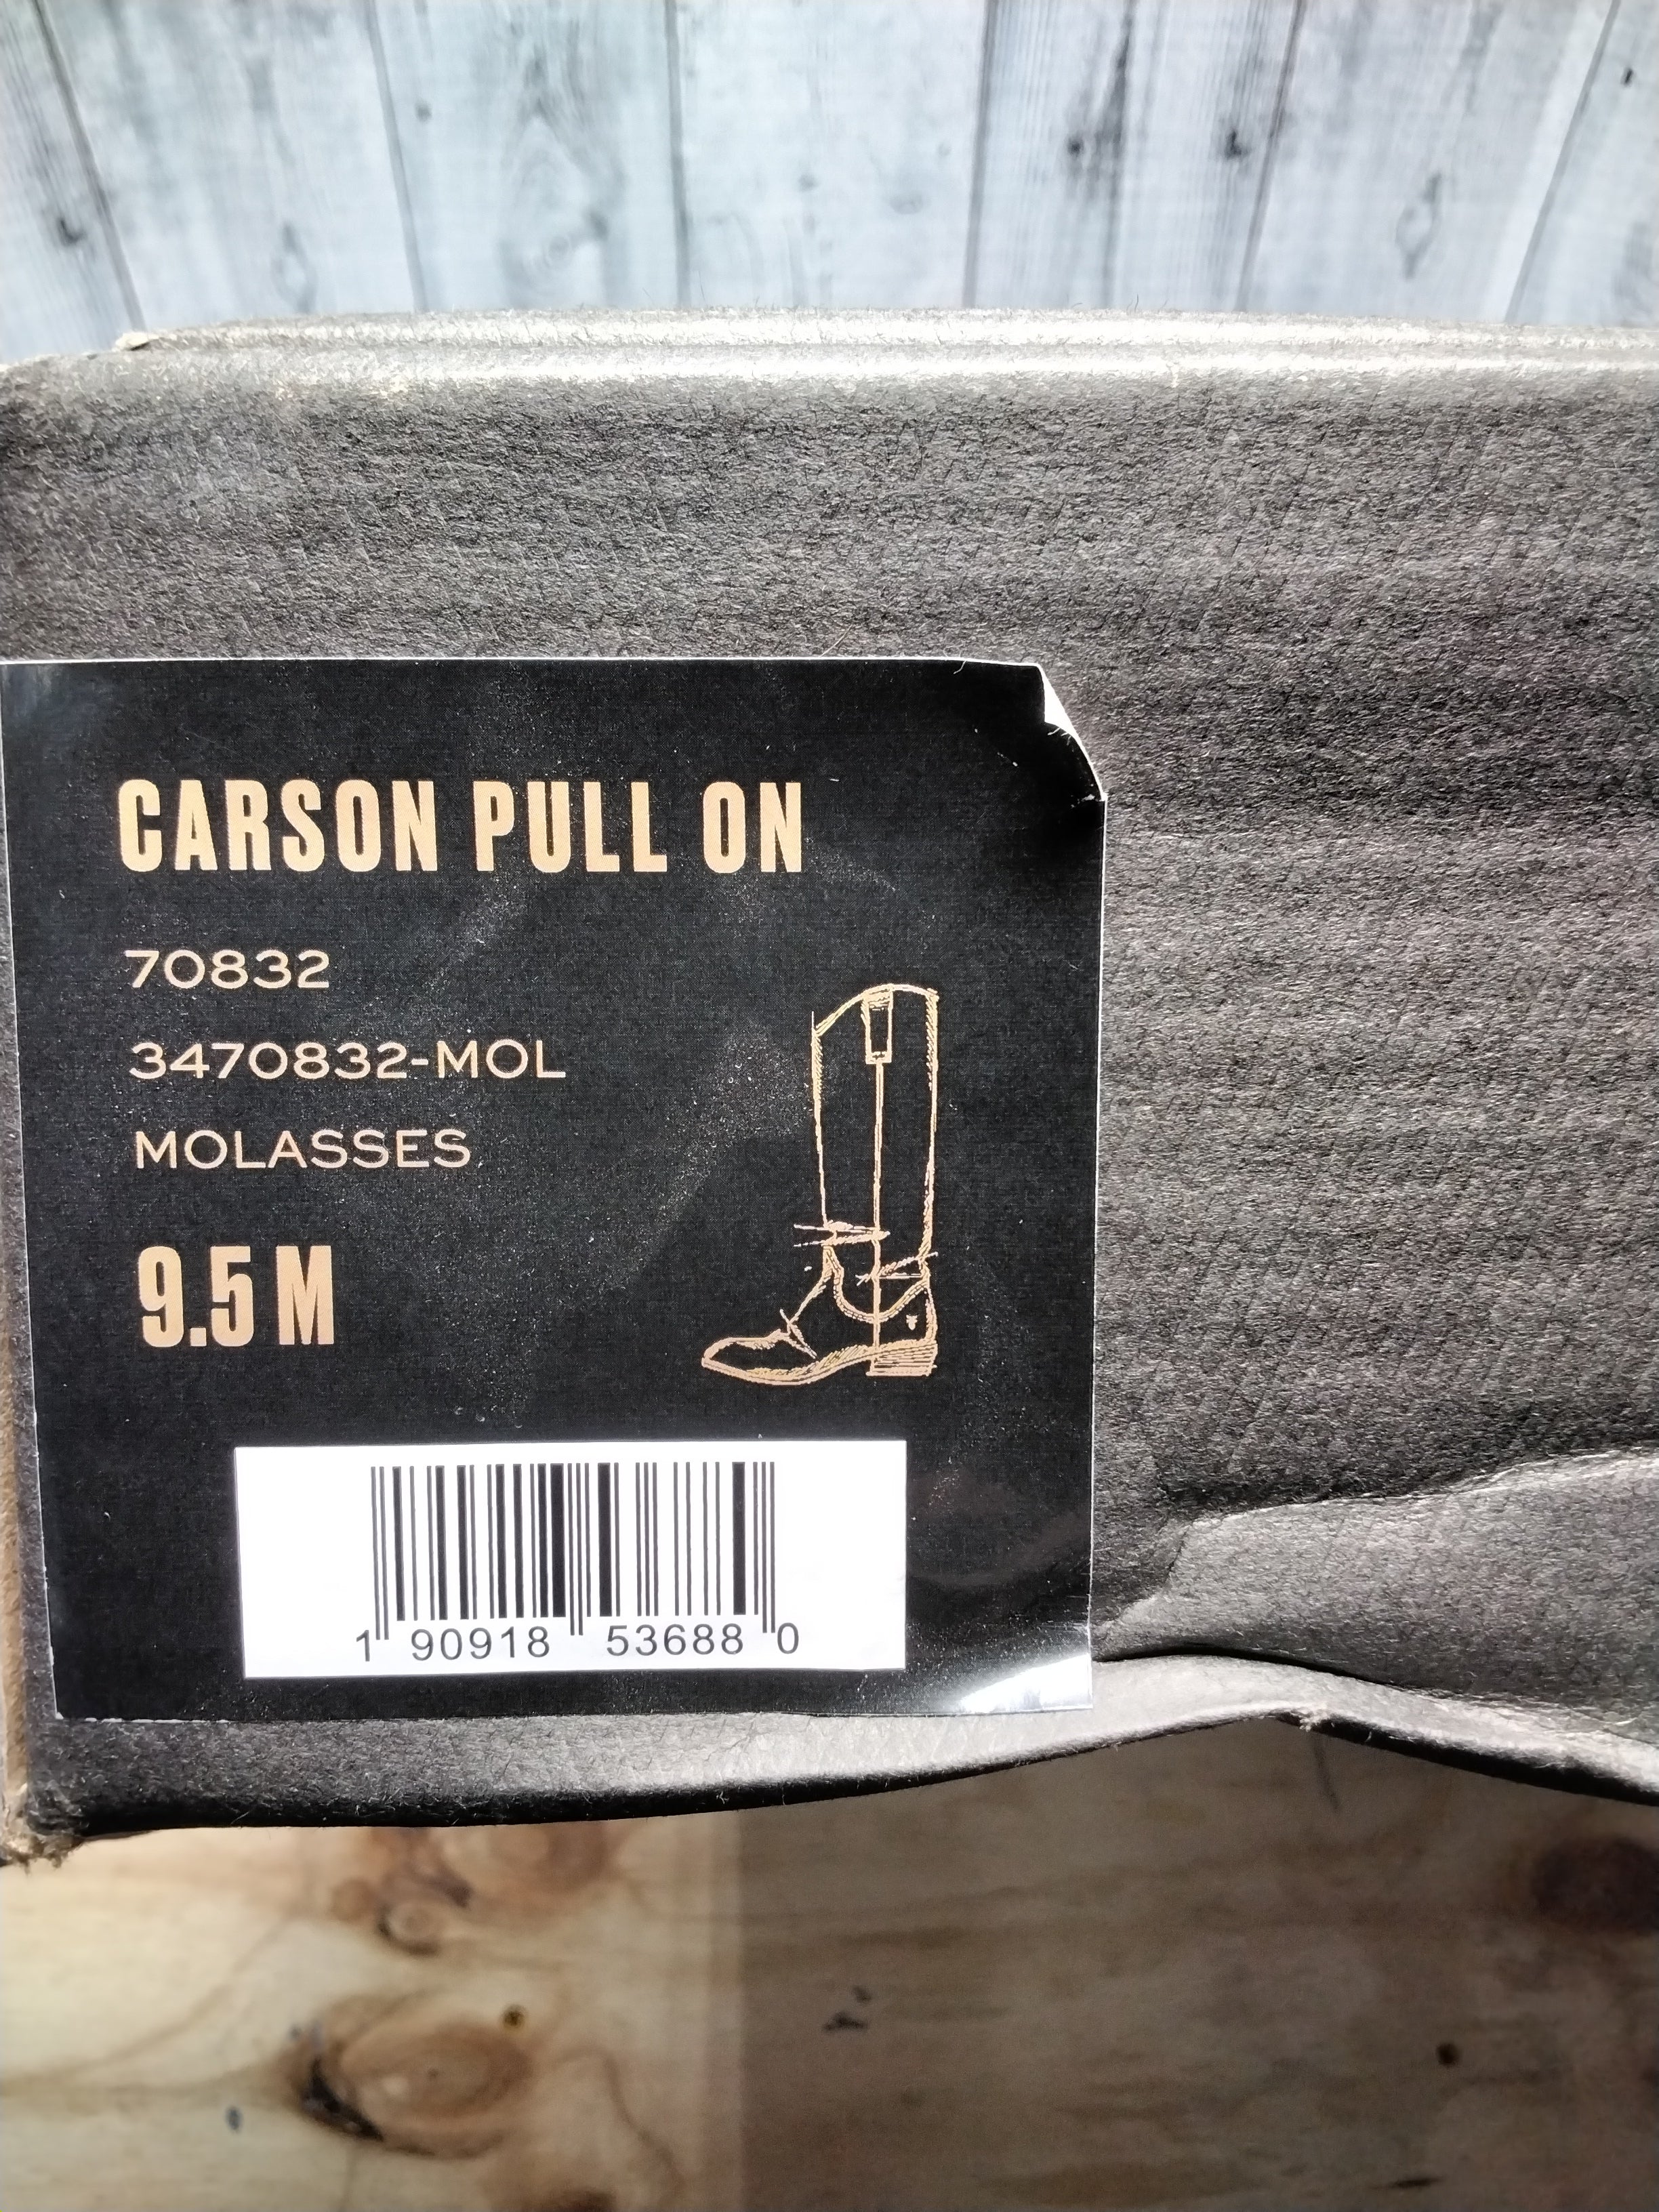 CARSON PULL ON
70832
3470832-MOL
MOLASSES
9.5 M
1 90918 53688 0